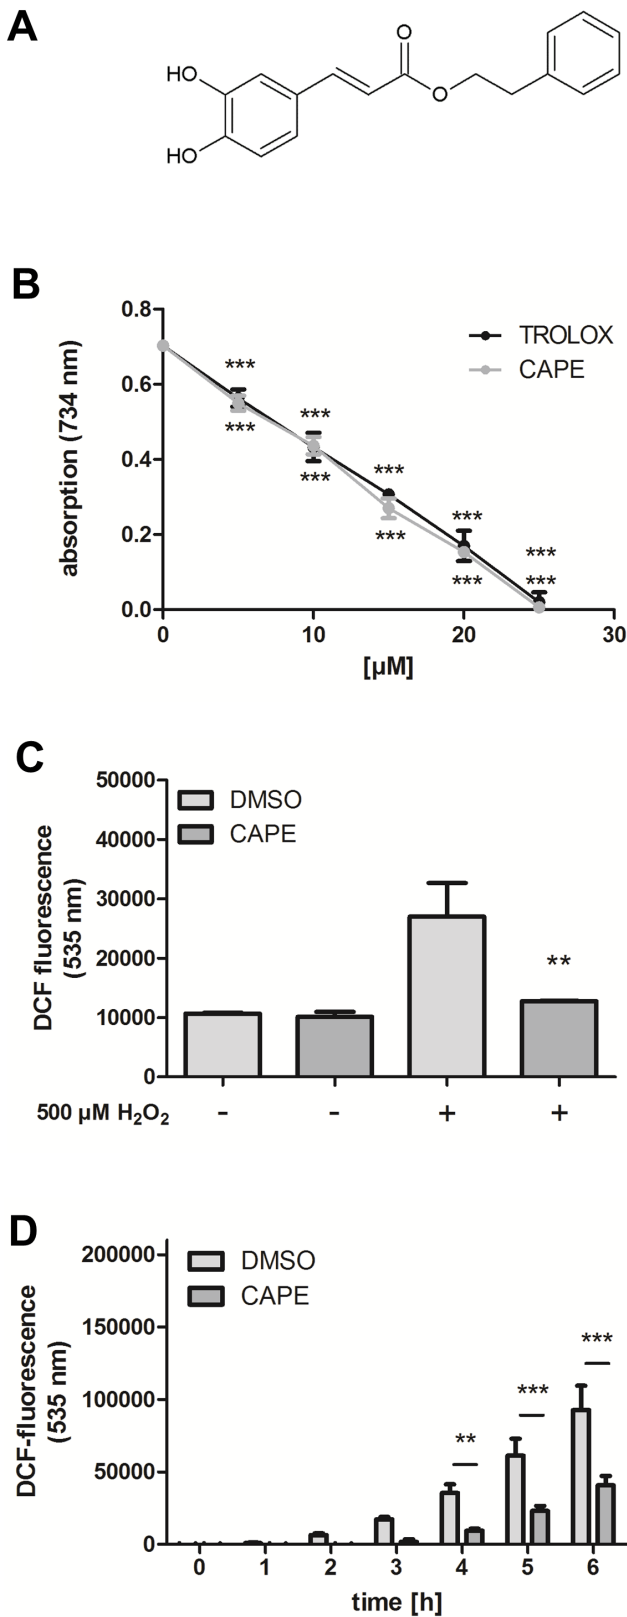 A
HO
HO
O
O
B
absorption (734 nm)
0.8
0.6
0.4
0.2
0.0
TROLOX
CAPE
***
***
***
***
***
***
***
***
***
***
0
10
20
30
[µM]
C
DCF fluorescence
(535 nm)
50000
40000
30000
20000
10000
0
DMSO
CAPE
**
500 µM H₂O₂
-
-
+
+
D
DCF-fluorescence
(535 nm)
200000
150000
100000
50000
0
DMSO
CAPE
**
***
***
0
1
2
3
4
5
6
time [h]